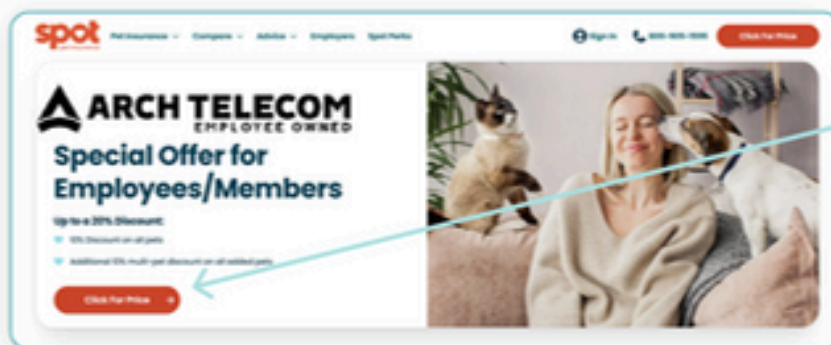 spot
Pet Insurance Compare Advice Employers Spot Perks
Sign In
Click For Price
ARCH TELECOM
EMPLOYEE OWNED
Special Offer for
Employees/Members
Up to a 20% Discount:
10% Discount on all pets
Additional 10% multi-pet discount on all added pets
Click For Price